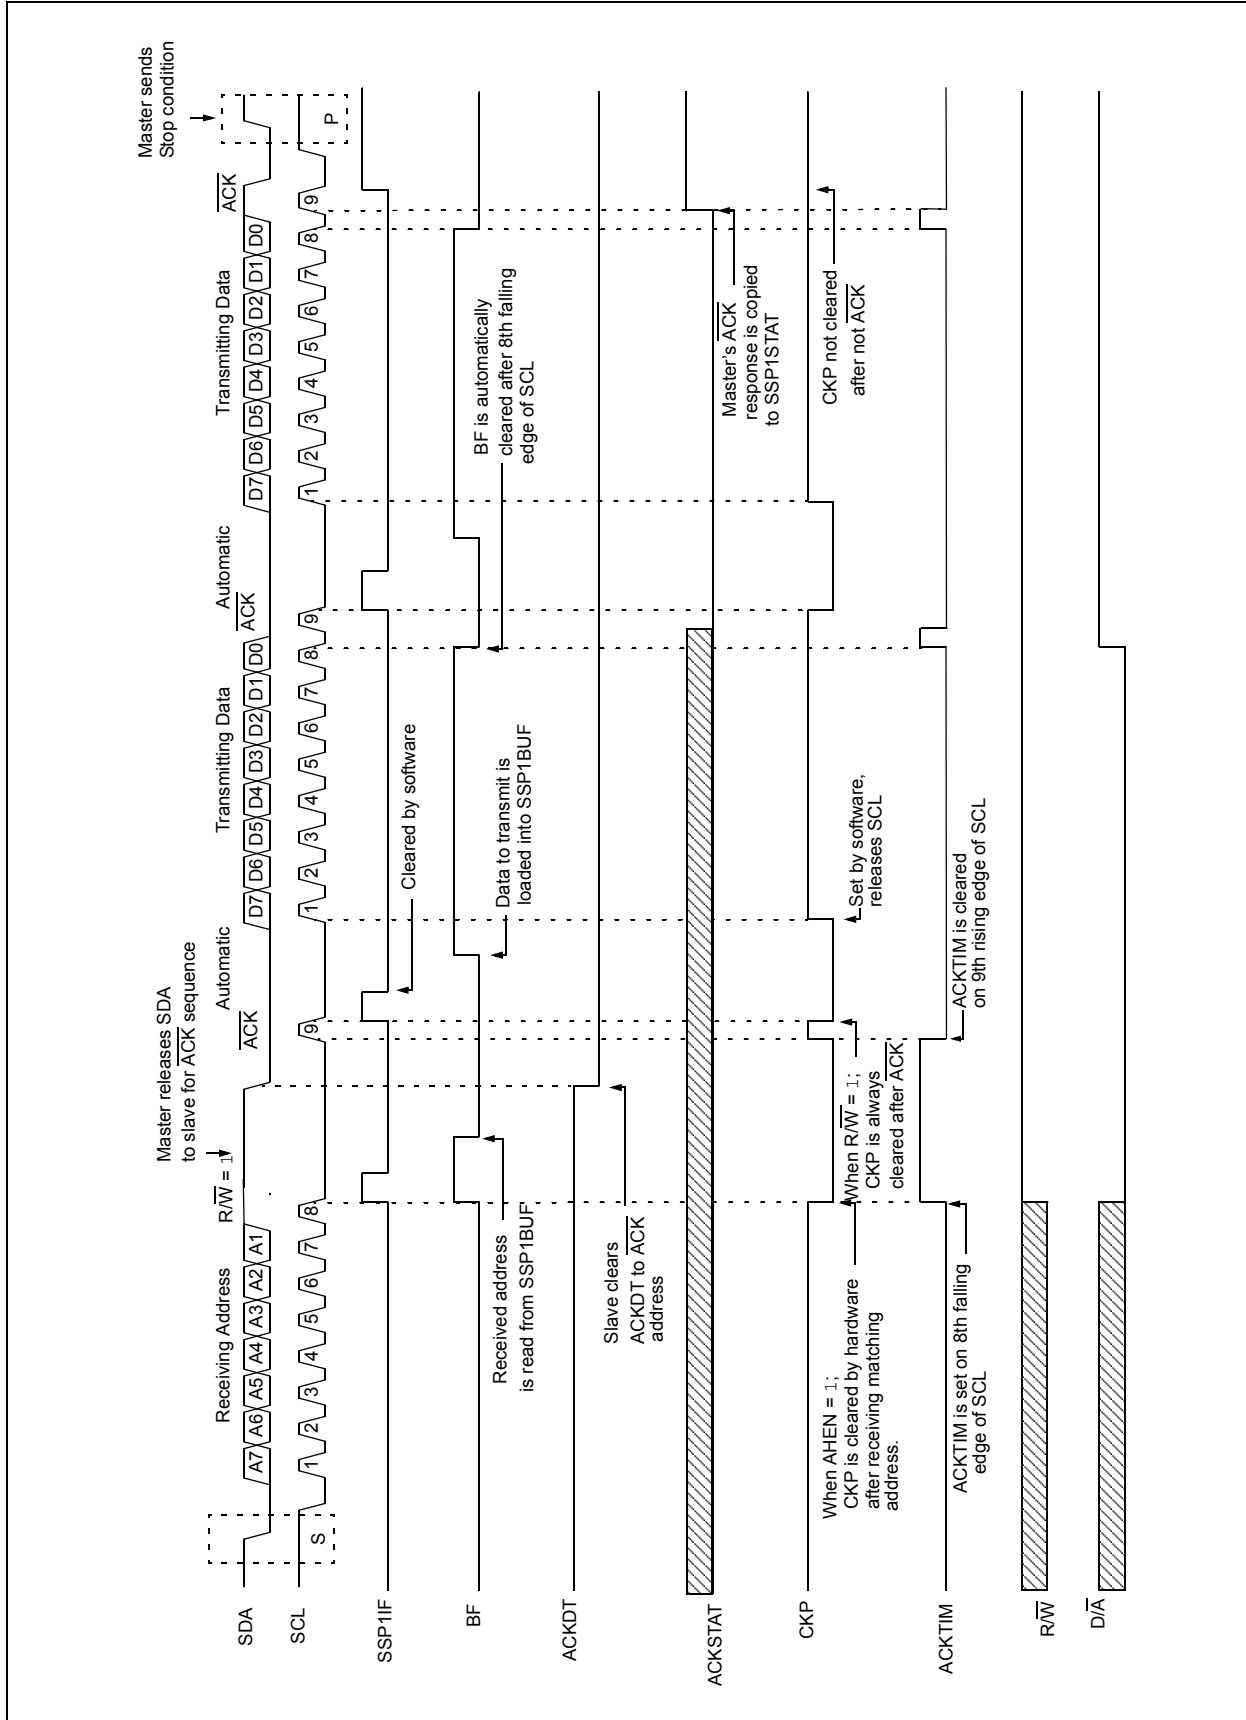 Master sends
Stop condition
Master releases SDA
to slave for ACK sequence
Receiving Address
R/W = 1
ACK
Automatic
Transmitting Data
ACK
Automatic
Transmitting Data
ACK
SDA
A7 A6 A5 A4 A3 A2 A1
D7 D6 D5 D4 D3 D2 D1 D0
D7 D6 D5 D4 D3 D2 D1 D0
SCL
S
1 2 3 4 5 6 7 8 9
1 2 3 4 5 6 7 8 9
1 2 3 4 5 6 7 8 9
P
SSP1IF
Cleared by software
BF
Received address
is read from SSP1BUF
Data to transmit is
loaded into SSP1BUF
BF is automatically
cleared after 8th falling
edge of SCL
ACKDT
Slave clears
ACKDT to ACK
address
ACKSTAT
Master's ACK
response is copied
to SSP1STAT
CKP
When AHEN = 1;
CKP is cleared by hardware
after receiving matching
address.
When R/W = 1;
CKP is always
cleared after ACK
Set by software,
releases SCL
CKP not cleared
after not ACK
ACKTIM
ACKTIM is set on 8th falling
edge of SCL
ACKTIM is cleared
on 9th rising edge of SCL
R/W
D/A